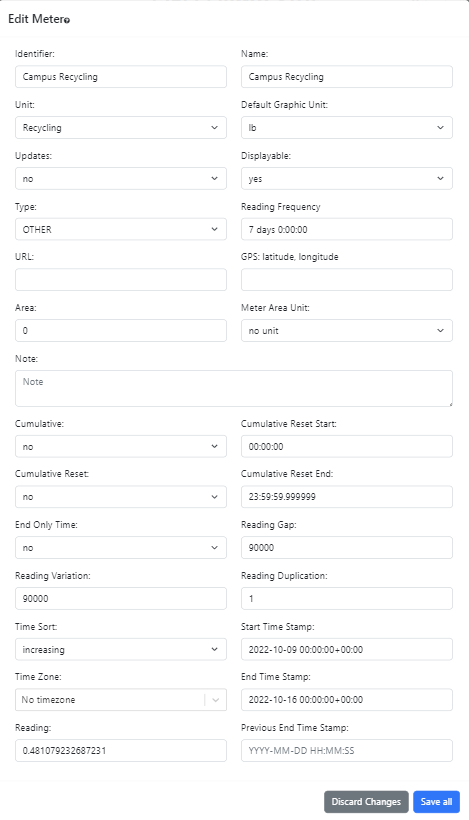 Edit Meter
Identifier: Name:
Campus Recycling Campus Recycling
Unit: Default Graphic Unit:
Recycling lb
Updates: Displayable:
no yes
Type: Reading Frequency
OTHER 7 days 0:00:00
URL: GPS: latitude, longitude
Area: Meter Area Unit:
0 no unit
Note:
Note
Cumulative: Cumulative Reset Start:
no 00:00:00
Cumulative Reset: Cumulative Reset End:
no 23:59:59.999999
End Only Time: Reading Gap:
no 90000
Reading Variation: Reading Duplication:
90000 1
Time Sort: Start Time Stamp:
increasing 2022-10-09 00:00:00+00:00
Time Zone: End Time Stamp:
No timezone 2022-10-16 00:00:00+00:00
Reading: Previous End Time Stamp:
0.481079232687231 YYYY-MM-DD HH:MM:SS
Discard Changes Save all